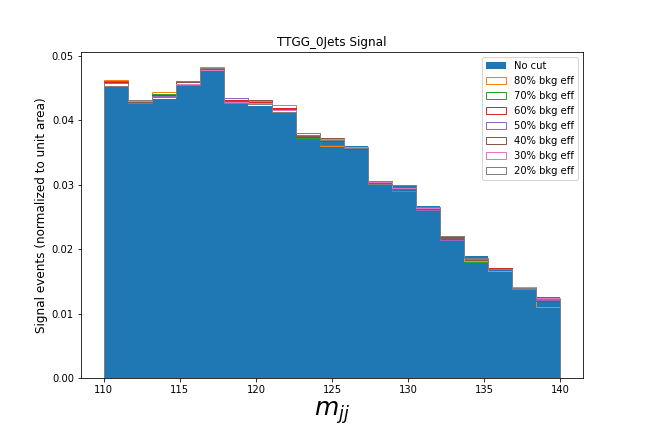 TTGG_0Jets Signal
Signal events (normalized to unit area)
0.05
0.04
0.03
0.02
0.01
0.00
No cut
80% bkg eff
70% bkg eff
60% bkg eff
50% bkg eff
40% bkg eff
30% bkg eff
20% bkg eff
110 115 120 125 130 135 140
m_{jj}